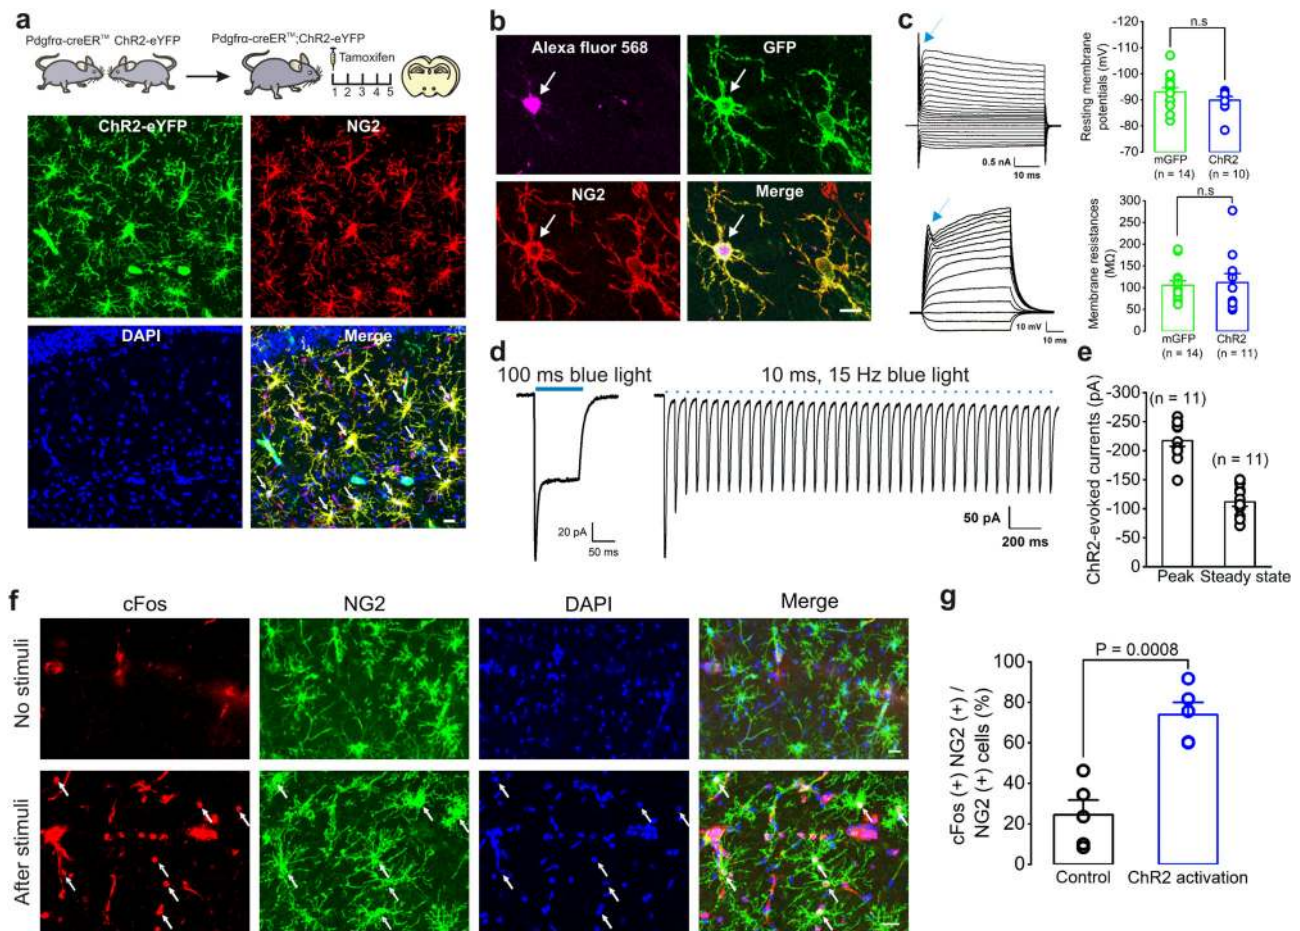 a
Pdgfrα-creER™ ChR2-eYFP
Pdgfrα-creER™;ChR2-eYFP
Tamoxifen
1 2 3 4 5
ChR2-eYFP
NG2
DAPI
Merge
b
Alexa fluor 568
GFP
NG2
Merge
c
0.5 nA
10 ms
Resting membrane
potentials (mV)
-120
-110
-100
-90
-80
-70
n.s
mGFP
(n = 14)
ChR2
(n = 10)
10 mV
10 ms
Membrane resistances
(MΩ)
300
250
200
150
100
50
0
n.s
mGFP
(n = 14)
ChR2
(n = 11)
d
100 ms blue light
20 pA
50 ms
10 ms, 15 Hz blue light
50 pA
200 ms
e
ChR2-evoked currents (pA)
-300
-250
-200
-150
-100
-50
0
(n = 11)
(n = 11)
Peak
Steady state
f
cFos
NG2
DAPI
Merge
No stimuli
After stimuli
g
cFos (+) NG2 (+) /
NG2 (+) cells (%)
100
80
60
40
20
0
P = 0.0008
Control
ChR2 activation